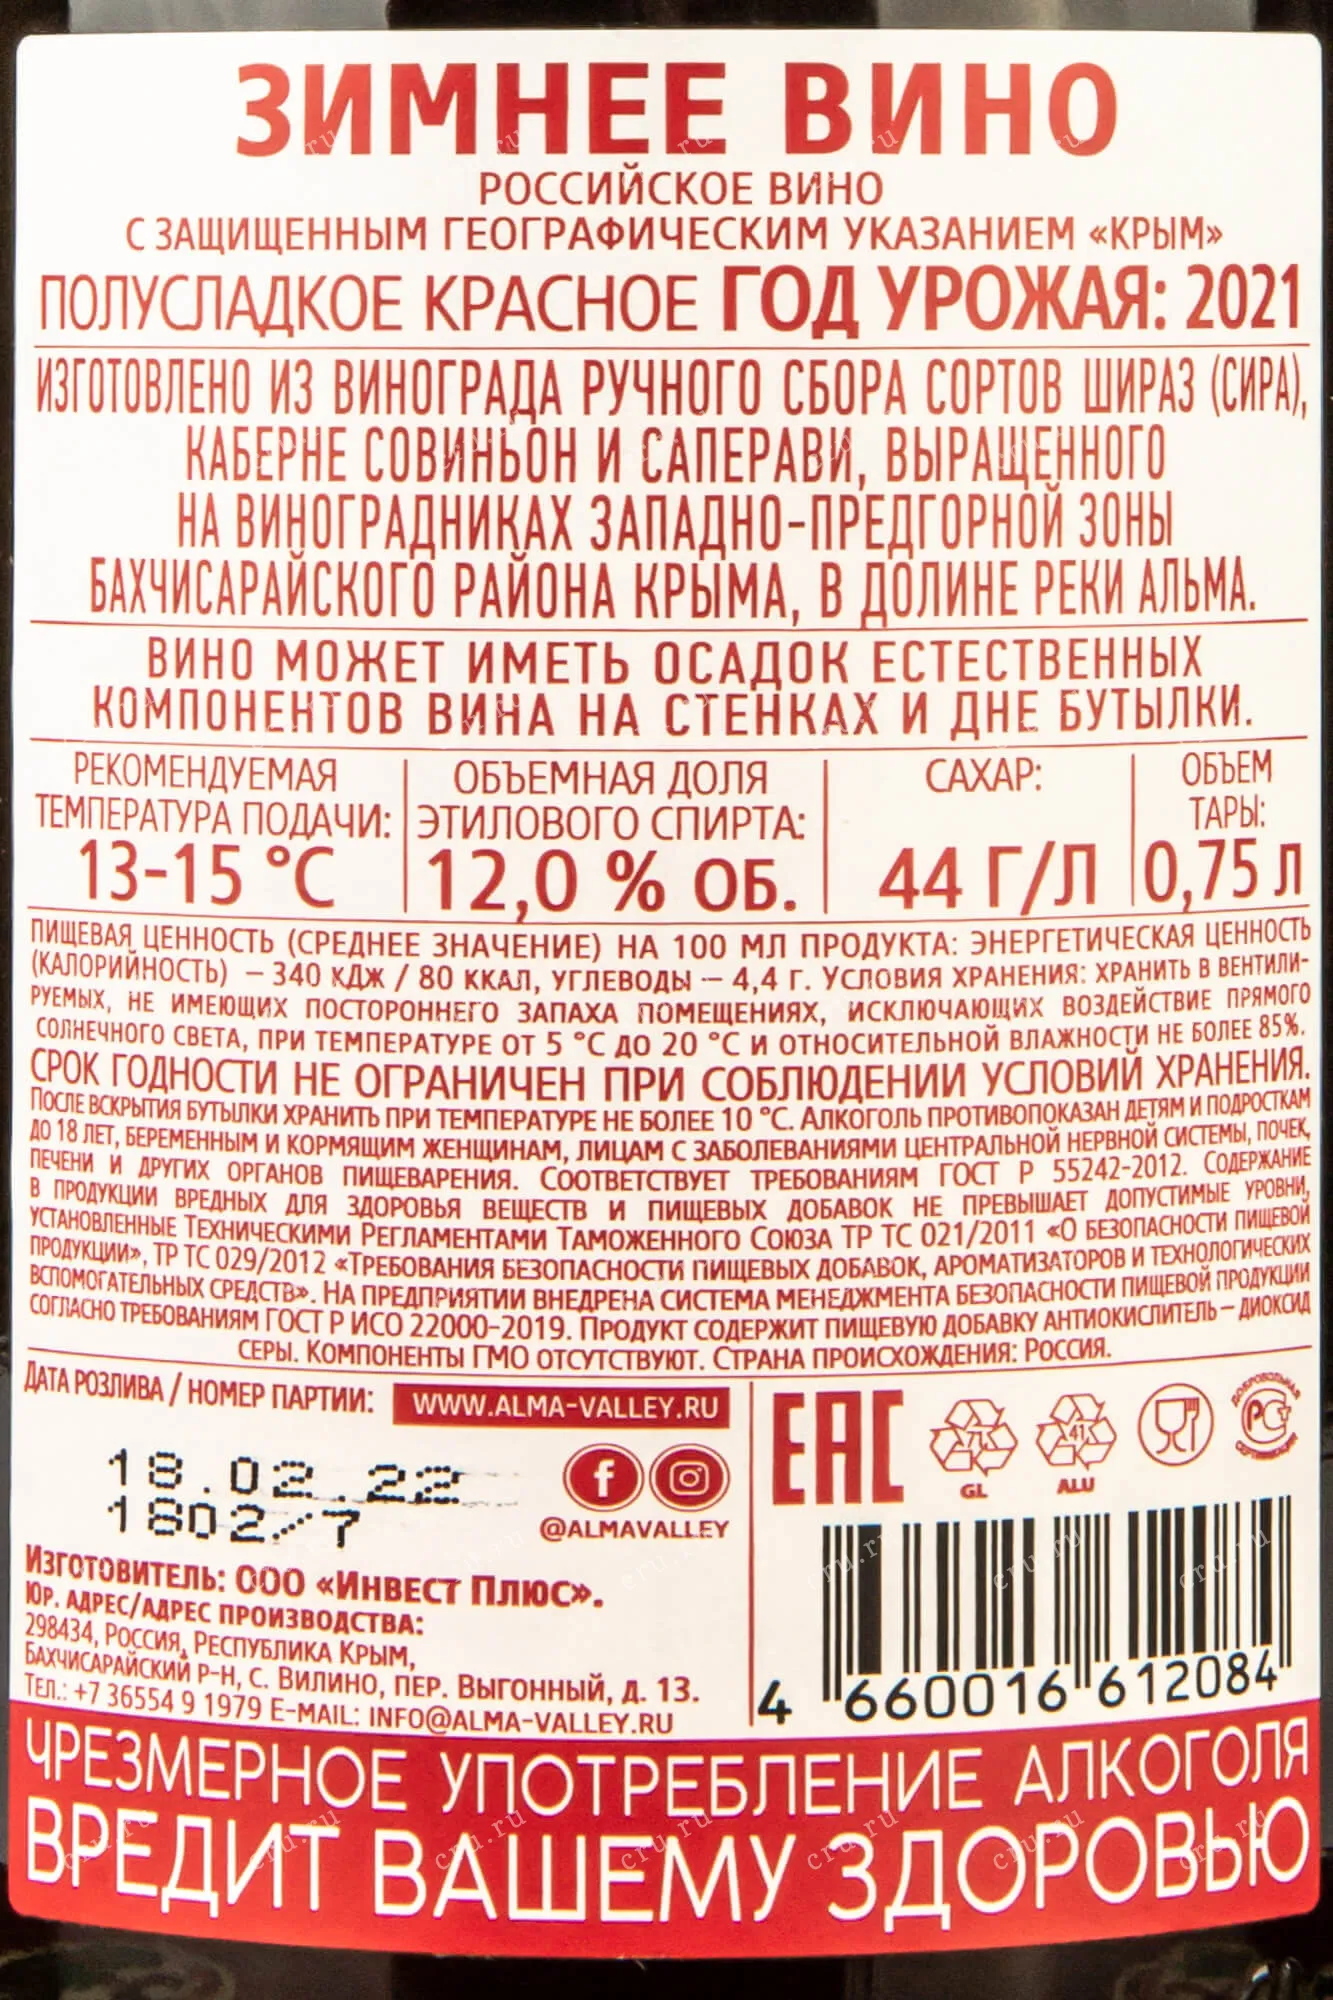 ЗИМНЕЕ ВИНО
РОССИЙСКОЕ ВИНО
С ЗАЩИЩЕННЫМ ГЕОГРАФИЧЕСКИМ УКАЗАНИЕМ «КРЫМ»
ПОЛУСЛАДКОЕ КРАСНОЕ ГОД УРОЖАЯ: 2021
ИЗГОТОВЛЕНО ИЗ ВИНОГРАДА РУЧНОГО СБОРА СОРТОВ ШИРАЗ (СИРА),
КАБЕРНЕ СОВИНЬОН И САПЕРАВИ, ВЫРАЩЕННОГО
НА ВИНОГРАДНИКАХ ЗАПАДНО-ПРЕДГОРНОЙ ЗОНЫ
БАХЧИСАРАЙСКОГО РАЙОНА КРЫМА, В ДОЛИНЕ РЕКИ АЛЬМА.
ВИНО МОЖЕТ ИМЕТЬ ОСАДОК ЕСТЕСТВЕННЫХ
КОМПОНЕНТОВ ВИНА НА СТЕНКАХ И ДНЕ БУТЫЛКИ.
РЕКОМЕНДУЕМАЯ
ТЕМПЕРАТУРА ПОДАЧИ:
13-15 °С
ОБЪЕМНАЯ ДОЛЯ
ЭТИЛОВОГО СПИРТА:
12,0 % ОБ.
САХАР:
44 Г/Л
ОБЪЕМ
ТАРЫ:
0,75 Л
ПИЩЕВАЯ ЦЕННОСТЬ (СРЕДНЕЕ ЗНАЧЕНИЕ) НА 100 МЛ ПРОДУКТА: ЭНЕРГЕТИЧЕСКАЯ ЦЕННОСТЬ
(КАЛОРИЙНОСТЬ) – 340 КДЖ / 80 ККАЛ, УГЛЕВОДЫ – 4,4 Г. УСЛОВИЯ ХРАНЕНИЯ: ХРАНИТЬ В ВЕНТИЛИ-
РУЕМЫХ, НЕ ИМЕЮЩИХ ПОСТОРОННЕГО ЗАПАХА ПОМЕЩЕНИЯХ, ИСКЛЮЧАЮЩИХ ВОЗДЕЙСТВИЕ ПРЯМОГО
СОЛНЕЧНОГО СВЕТА, ПРИ ТЕМПЕРАТУРЕ ОТ 5 °С ДО 20 °С И ОТНОСИТЕЛЬНОЙ ВЛАЖНОСТИ НЕ БОЛЕЕ 85%.
СРОК ГОДНОСТИ НЕ ОГРАНИЧЕН ПРИ СОБЛЮДЕНИИ УСЛОВИЙ ХРАНЕНИЯ.
ПОСЛЕ ВСКРЫТИЯ БУТЫЛКИ ХРАНИТЬ ПРИ ТЕМПЕРАТУРЕ НЕ БОЛЕЕ 10 °С. АЛКОГОЛЬ ПРОТИВОПОКАЗАН ДЕТЯМ И ПОДРОСТКАМ
ДО 18 ЛЕТ, БЕРЕМЕННЫМ И КОРМЯЩИМ ЖЕНЩИНАМ, ЛИЦАМ С ЗАБОЛЕВАНИЯМИ ЦЕНТРАЛЬНОЙ НЕРВНОЙ СИСТЕМЫ, ПОЧЕК,
ПЕЧЕНИ И ДРУГИХ ОРГАНОВ ПИЩЕВАРЕНИЯ. СООТВЕТСТВУЕТ ТРЕБОВАНИЯМ ГОСТ Р 55242-2012. СОДЕРЖАНИЕ
В ПРОДУКЦИИ ВРЕДНЫХ ДЛЯ ЗДОРОВЬЯ ВЕЩЕСТВ И ПИЩЕВЫХ ДОБАВОК НЕ ПРЕВЫШАЕТ ДОПУСТИМЫЕ УРОВНИ,
УСТАНОВЛЕННЫЕ ТЕХНИЧЕСКИМИ РЕГЛАМЕНТАМИ ТАМОЖЕННОГО СОЮЗА ТР ТС 021/2011 «О БЕЗОПАСНОСТИ ПИЩЕВОЙ
ПРОДУКЦИИ», ТР ТС 029/2012 «ТРЕБОВАНИЯ БЕЗОПАСНОСТИ ПИЩЕВЫХ ДОБАВОК, АРОМАТИЗАТОРОВ И ТЕХНОЛОГИЧЕСКИХ
ВСПОМОГАТЕЛЬНЫХ СРЕДСТВ». НА ПРЕДПРИЯТИИ ВНЕДРЕНА СИСТЕМА МЕНЕДЖМЕНТА БЕЗОПАСНОСТИ ПИЩЕВОЙ ПРОДУКЦИИ
СОГЛАСНО ТРЕБОВАНИЯМ ГОСТ Р ИСО 22000-2019. ПРОДУКТ СОДЕРЖИТ ПИЩЕВУЮ ДОБАВКУ АНТИОКИСЛИТЕЛЬ – ДИОКСИД
СЕРЫ. КОМПОНЕНТЫ ГМО ОТСУТСТВУЮТ. СТРАНА ПРОИСХОЖДЕНИЯ: РОССИЯ.
ДАТА РОЗЛИВА / НОМЕР ПАРТИИ:
WWW.ALMA-VALLEY.RU
18.02.22
1802/7
@ALMAVALLEY
ИЗГОТОВИТЕЛЬ: ООО «ИНВЕСТ ПЛЮС».
ЮР. АДРЕС/АДРЕС ПРОИЗВОДСТВА:
298434, РОССИЯ, РЕСПУБЛИКА КРЫМ,
БАХЧИСАРАЙСКИЙ Р-Н, С. ВИЛИНО, ПЕР. ВЫГОННЫЙ, Д. 13.
ТЕЛ.: +7 36554 9 1979 E-MAIL: INFO@ALMA-VALLEY.RU
EAC
71
GL
41
ALU
ДОБРОВОЛЬНАЯ
РСТ
СЕРТИФИКАЦИЯ
4 660016 612084
ЧРЕЗМЕРНОЕ УПОТРЕБЛЕНИЕ АЛКОГОЛЯ
ВРЕДИТ ВАШЕМУ ЗДОРОВЬЮ
cru.ru